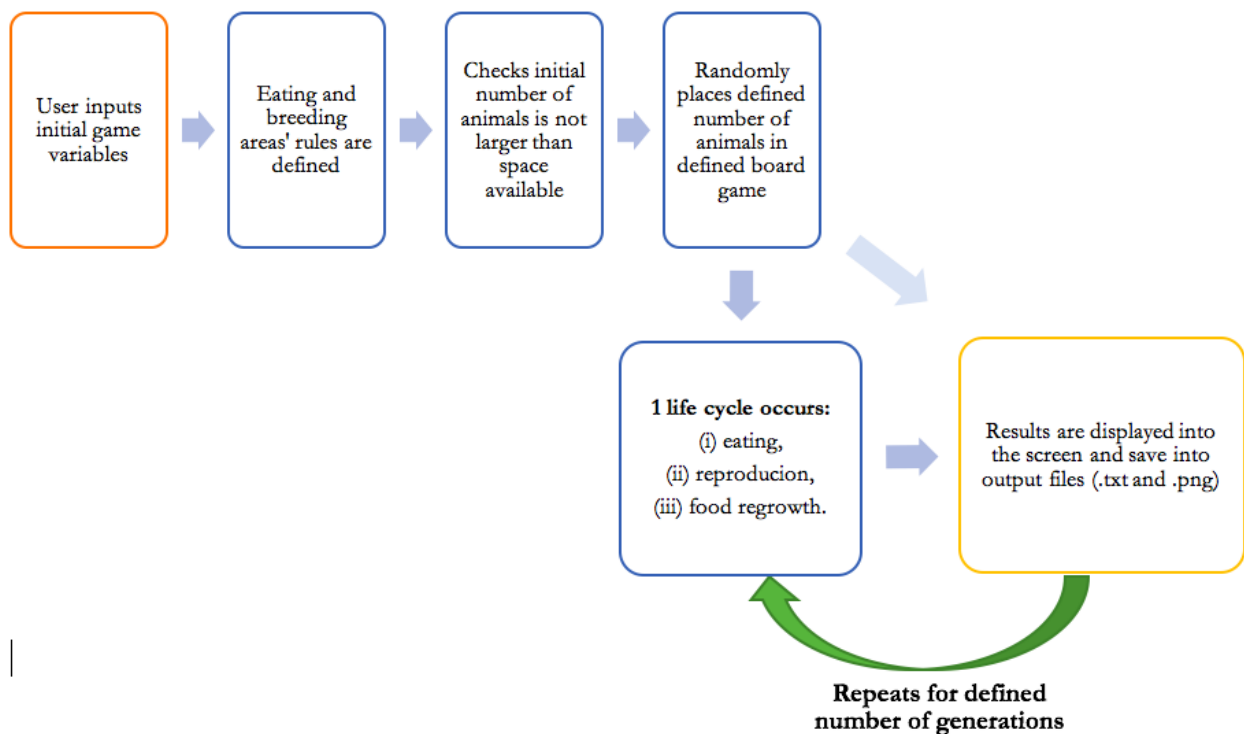 User inputs
initial game
variables
Eating and
breeding
areas' rules are
defined
Checks initial
number of
animals is not
larger than
space
available
Randomly
places defined
number of
animals in
defined board
game
1 life cycle occurs:
(i) eating,
(ii) reproducion,
(iii) food regrowth.
Results are displayed into
the screen and save into
output files (.txt and .png)
Repeats for defined
number of generations